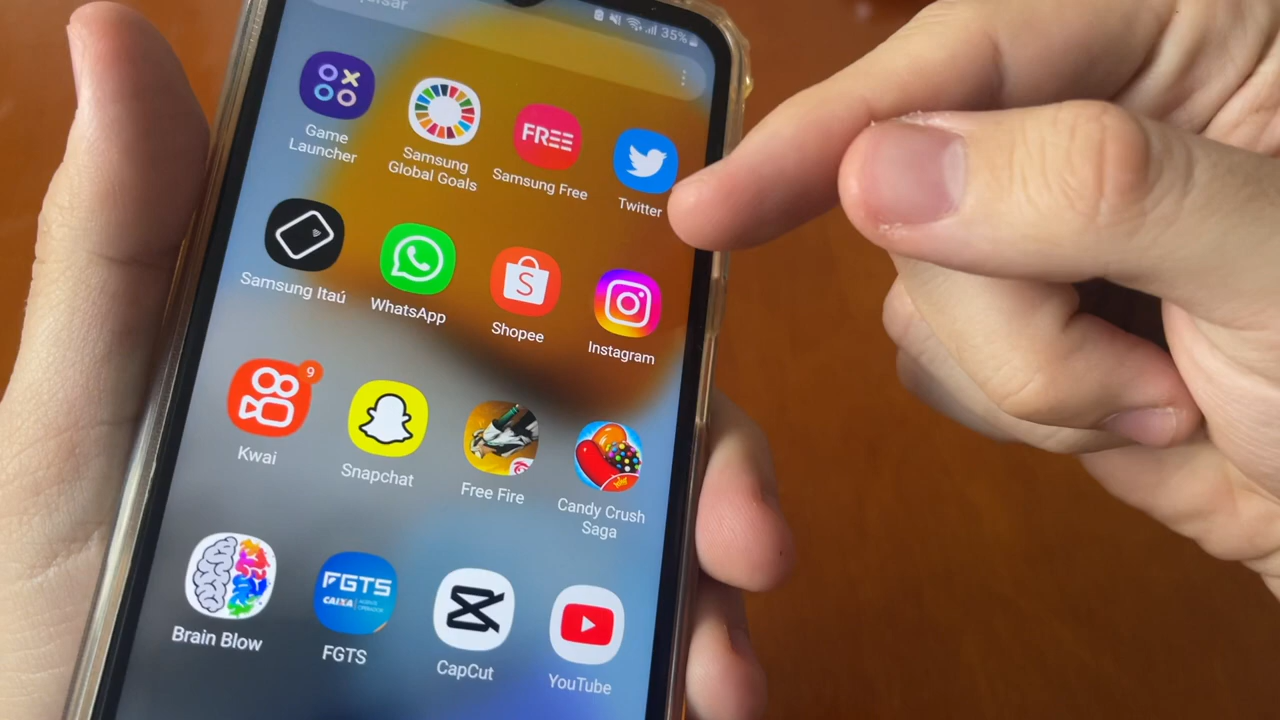 35%
Game
Launcher
Samsung
Global Goals
FREE
Samsung Free
Twitter
Samsung Itaú
WhatsApp
S
Shopee
Instagram
9
Kwai
Snapchat
Free Fire
Candy Crush
Saga
Brain Blow
FGTS
CAIXA
FGTS
CapCut
YouTube